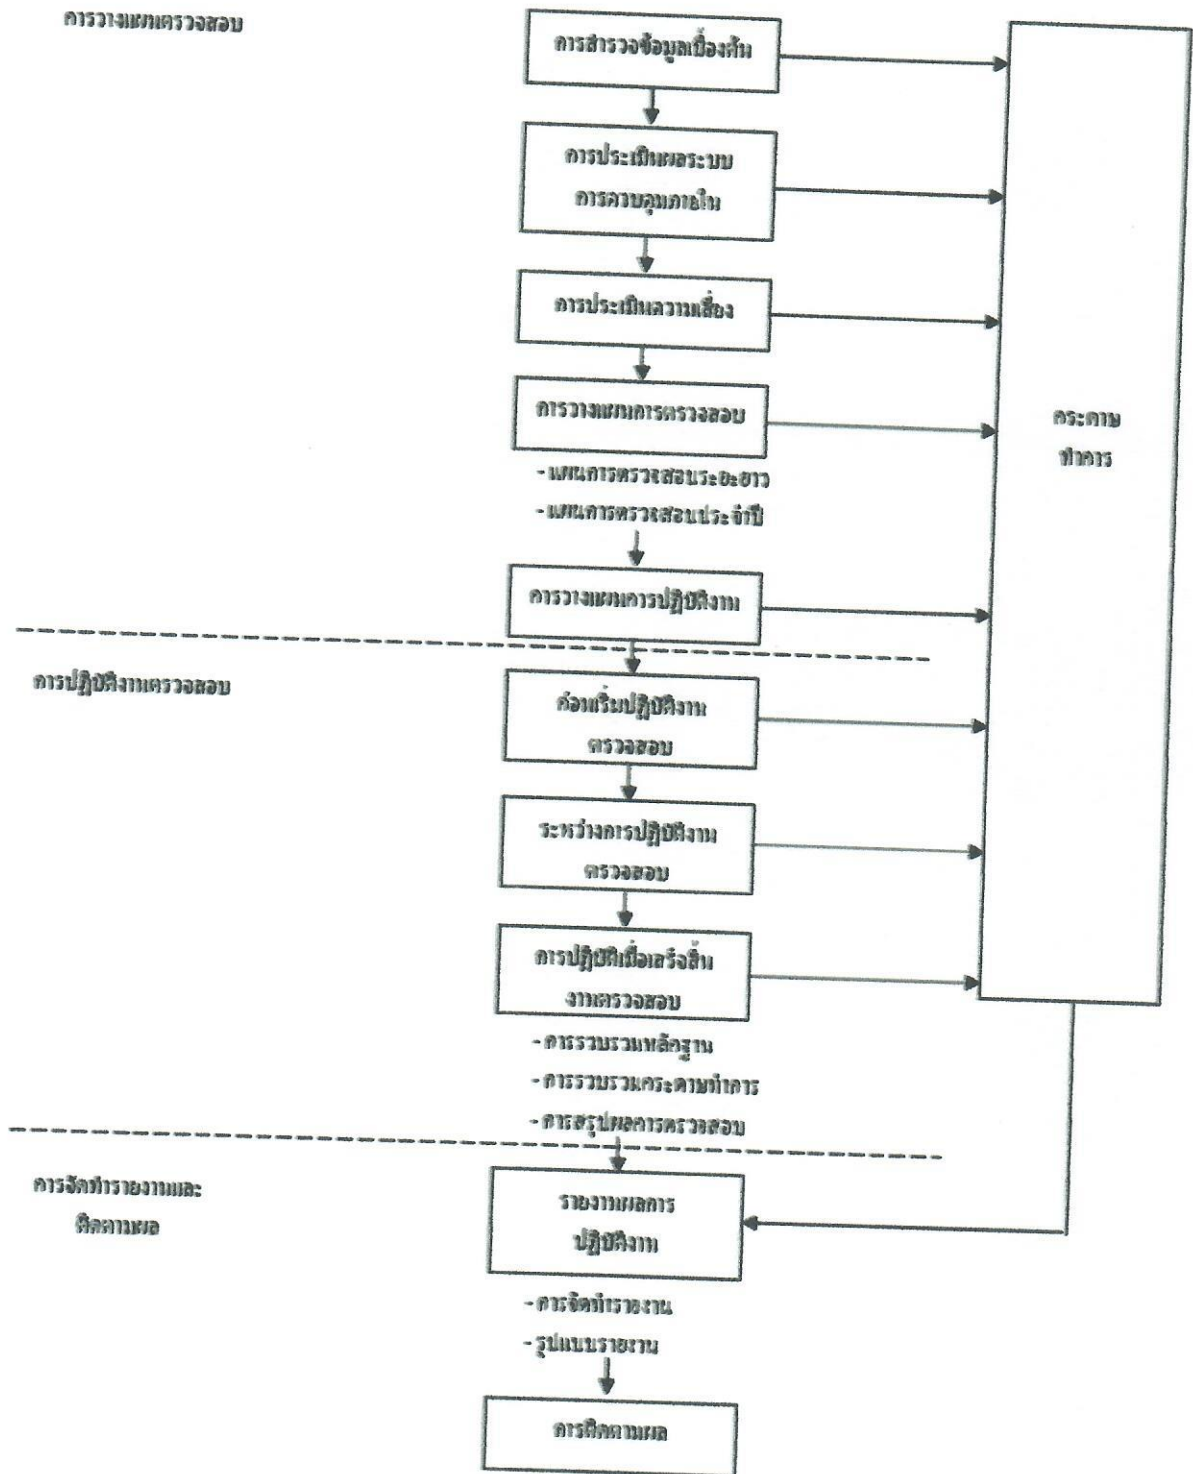 การวางแผนตรวจสอบ
การสำรวจข้อมูลเบื้องต้น
การประเมินผลระบบ
การควบคุมภายใน
การประเมินความเสี่ยง
การวางแผนการตรวจสอบ
- แผนการตรวจสอบระยะยาว
- แผนการตรวจสอบประจำปี
การวางแผนการปฏิบัติงาน
กระดาษ
ทำการ
การปฏิบัติงานตรวจสอบ
ก่อนเริ่มปฏิบัติงาน
ตรวจสอบ
ระหว่างการปฏิบัติงาน
ตรวจสอบ
การปฏิบัติเมื่อเสร็จสิ้น
งานตรวจสอบ
- การรวบรวมหลักฐาน
- การรวบรวมกระดาษทำการ
- การสรุปผลการตรวจสอบ
การจัดทำรายงานและ
ติดตามผล
รายงานผลการ
ปฏิบัติงาน
- การจัดทำรายงาน
- รูปแบบรายงาน
การติดตามผล